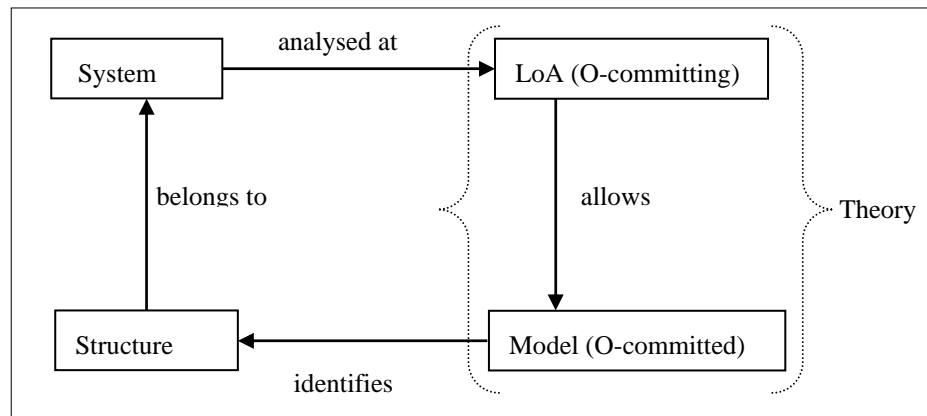 analysed at
System
LoA (O-committing)
belongs to
allows
Theory
Structure
Model (O-committed)
identifies